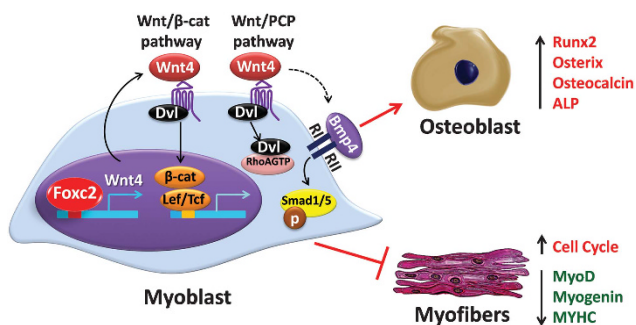 Wnt/β-cat
pathway
Wnt/PCP
pathway
Wnt4
Wnt4
Dvl
Dvl
Dvl
RhoAGTP
RI
RII
Bmp4
Foxc2
Wnt4
β-cat
Lef/Tcf
Smad1/5
p
Myoblast
Osteoblast
Runx2
Osterix
Osteocalcin
ALP
Myofibers
Cell Cycle
MyoD
Myogenin
MYHC